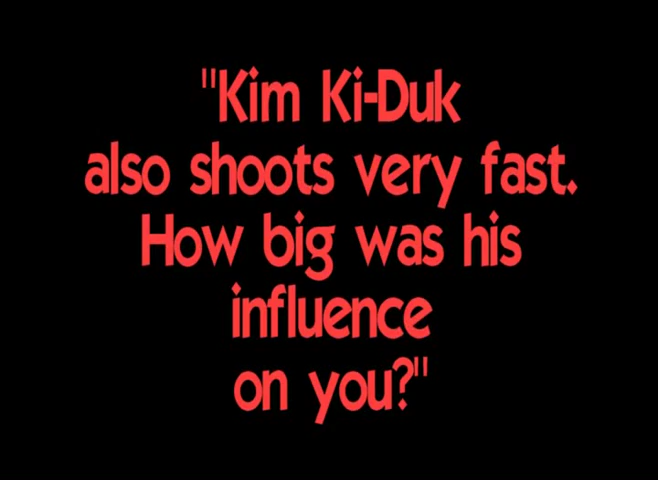 "Kim Ki-Duk
also shoots very fast.
How big was his
influence
on you?"